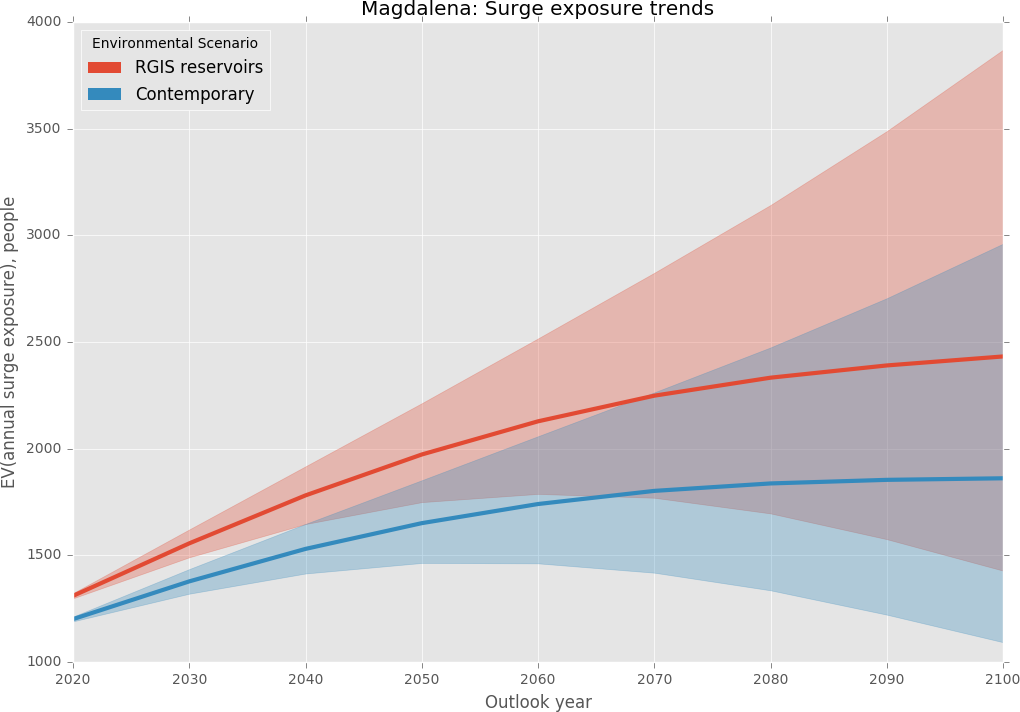 Magdalena: Surge exposure trends
Environmental Scenario
RGIS reservoirs
Contemporary
EV(annual surge exposure), people
4000
3500
3000
2500
2000
1500
1000
2020 2030 2040 2050 2060 2070 2080 2090 2100
Outlook year